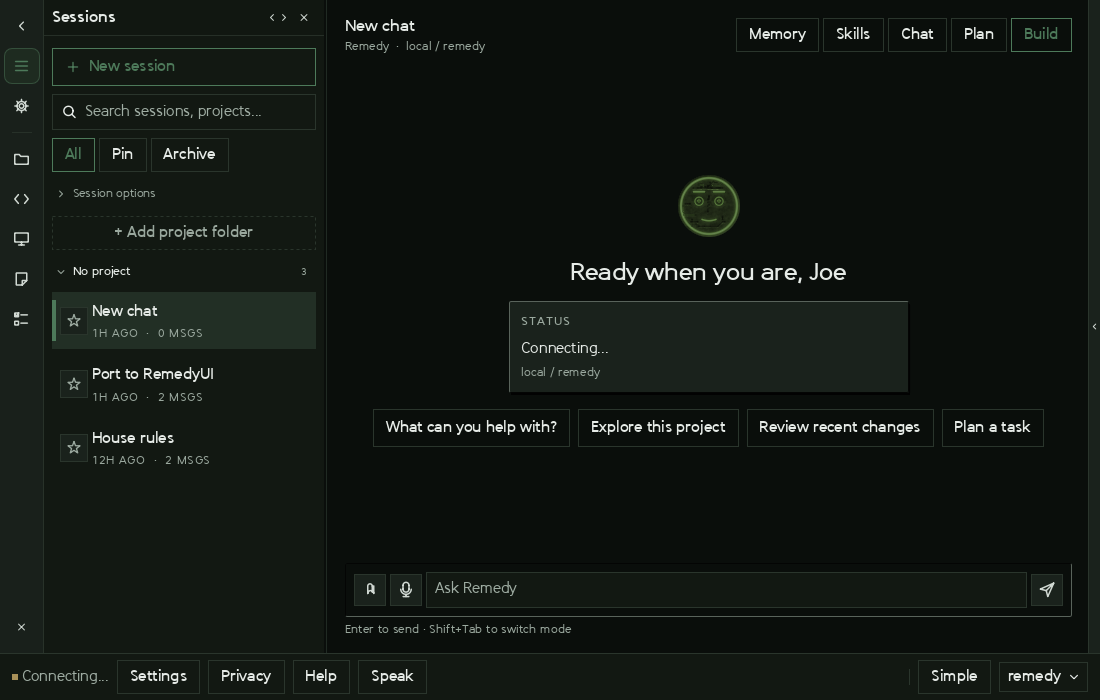 Sessions
New session
Search sessions, projects...
All
Pin
Archive
Session options
+ Add project folder
No project
3
New chat
1H AGO · 0 MSGS
Port to RemedyUI
1H AGO · 2 MSGS
House rules
12H AGO · 2 MSGS
New chat
Remedy · local / remedy
Memory
Skills
Chat
Plan
Build
Ready when you are, Joe
STATUS
Connecting...
local / remedy
What can you help with?
Explore this project
Review recent changes
Plan a task
Ask Remedy
Enter to send · Shift+Tab to switch mode
Connecting...
Settings
Privacy
Help
Speak
Simple
remedy